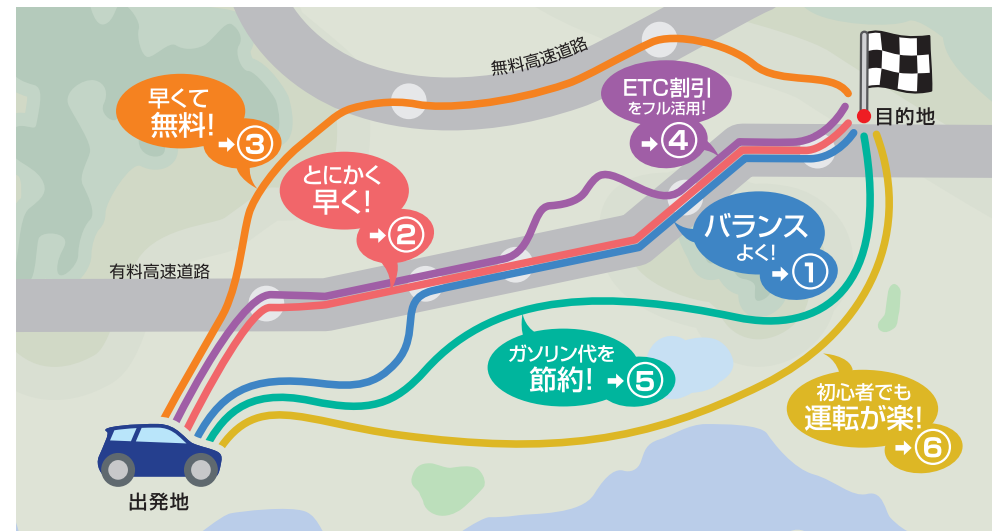 無料高速道路
早くて
無料!
➡③
ETC割引
をフル活用!
➡④
目的地
とにかく
早く!
➡②
バランス
よく!
➡①
有料高速道路
ガソリン代を
節約!
➡⑤
初心者でも
運転が楽!
➡⑥
出発地